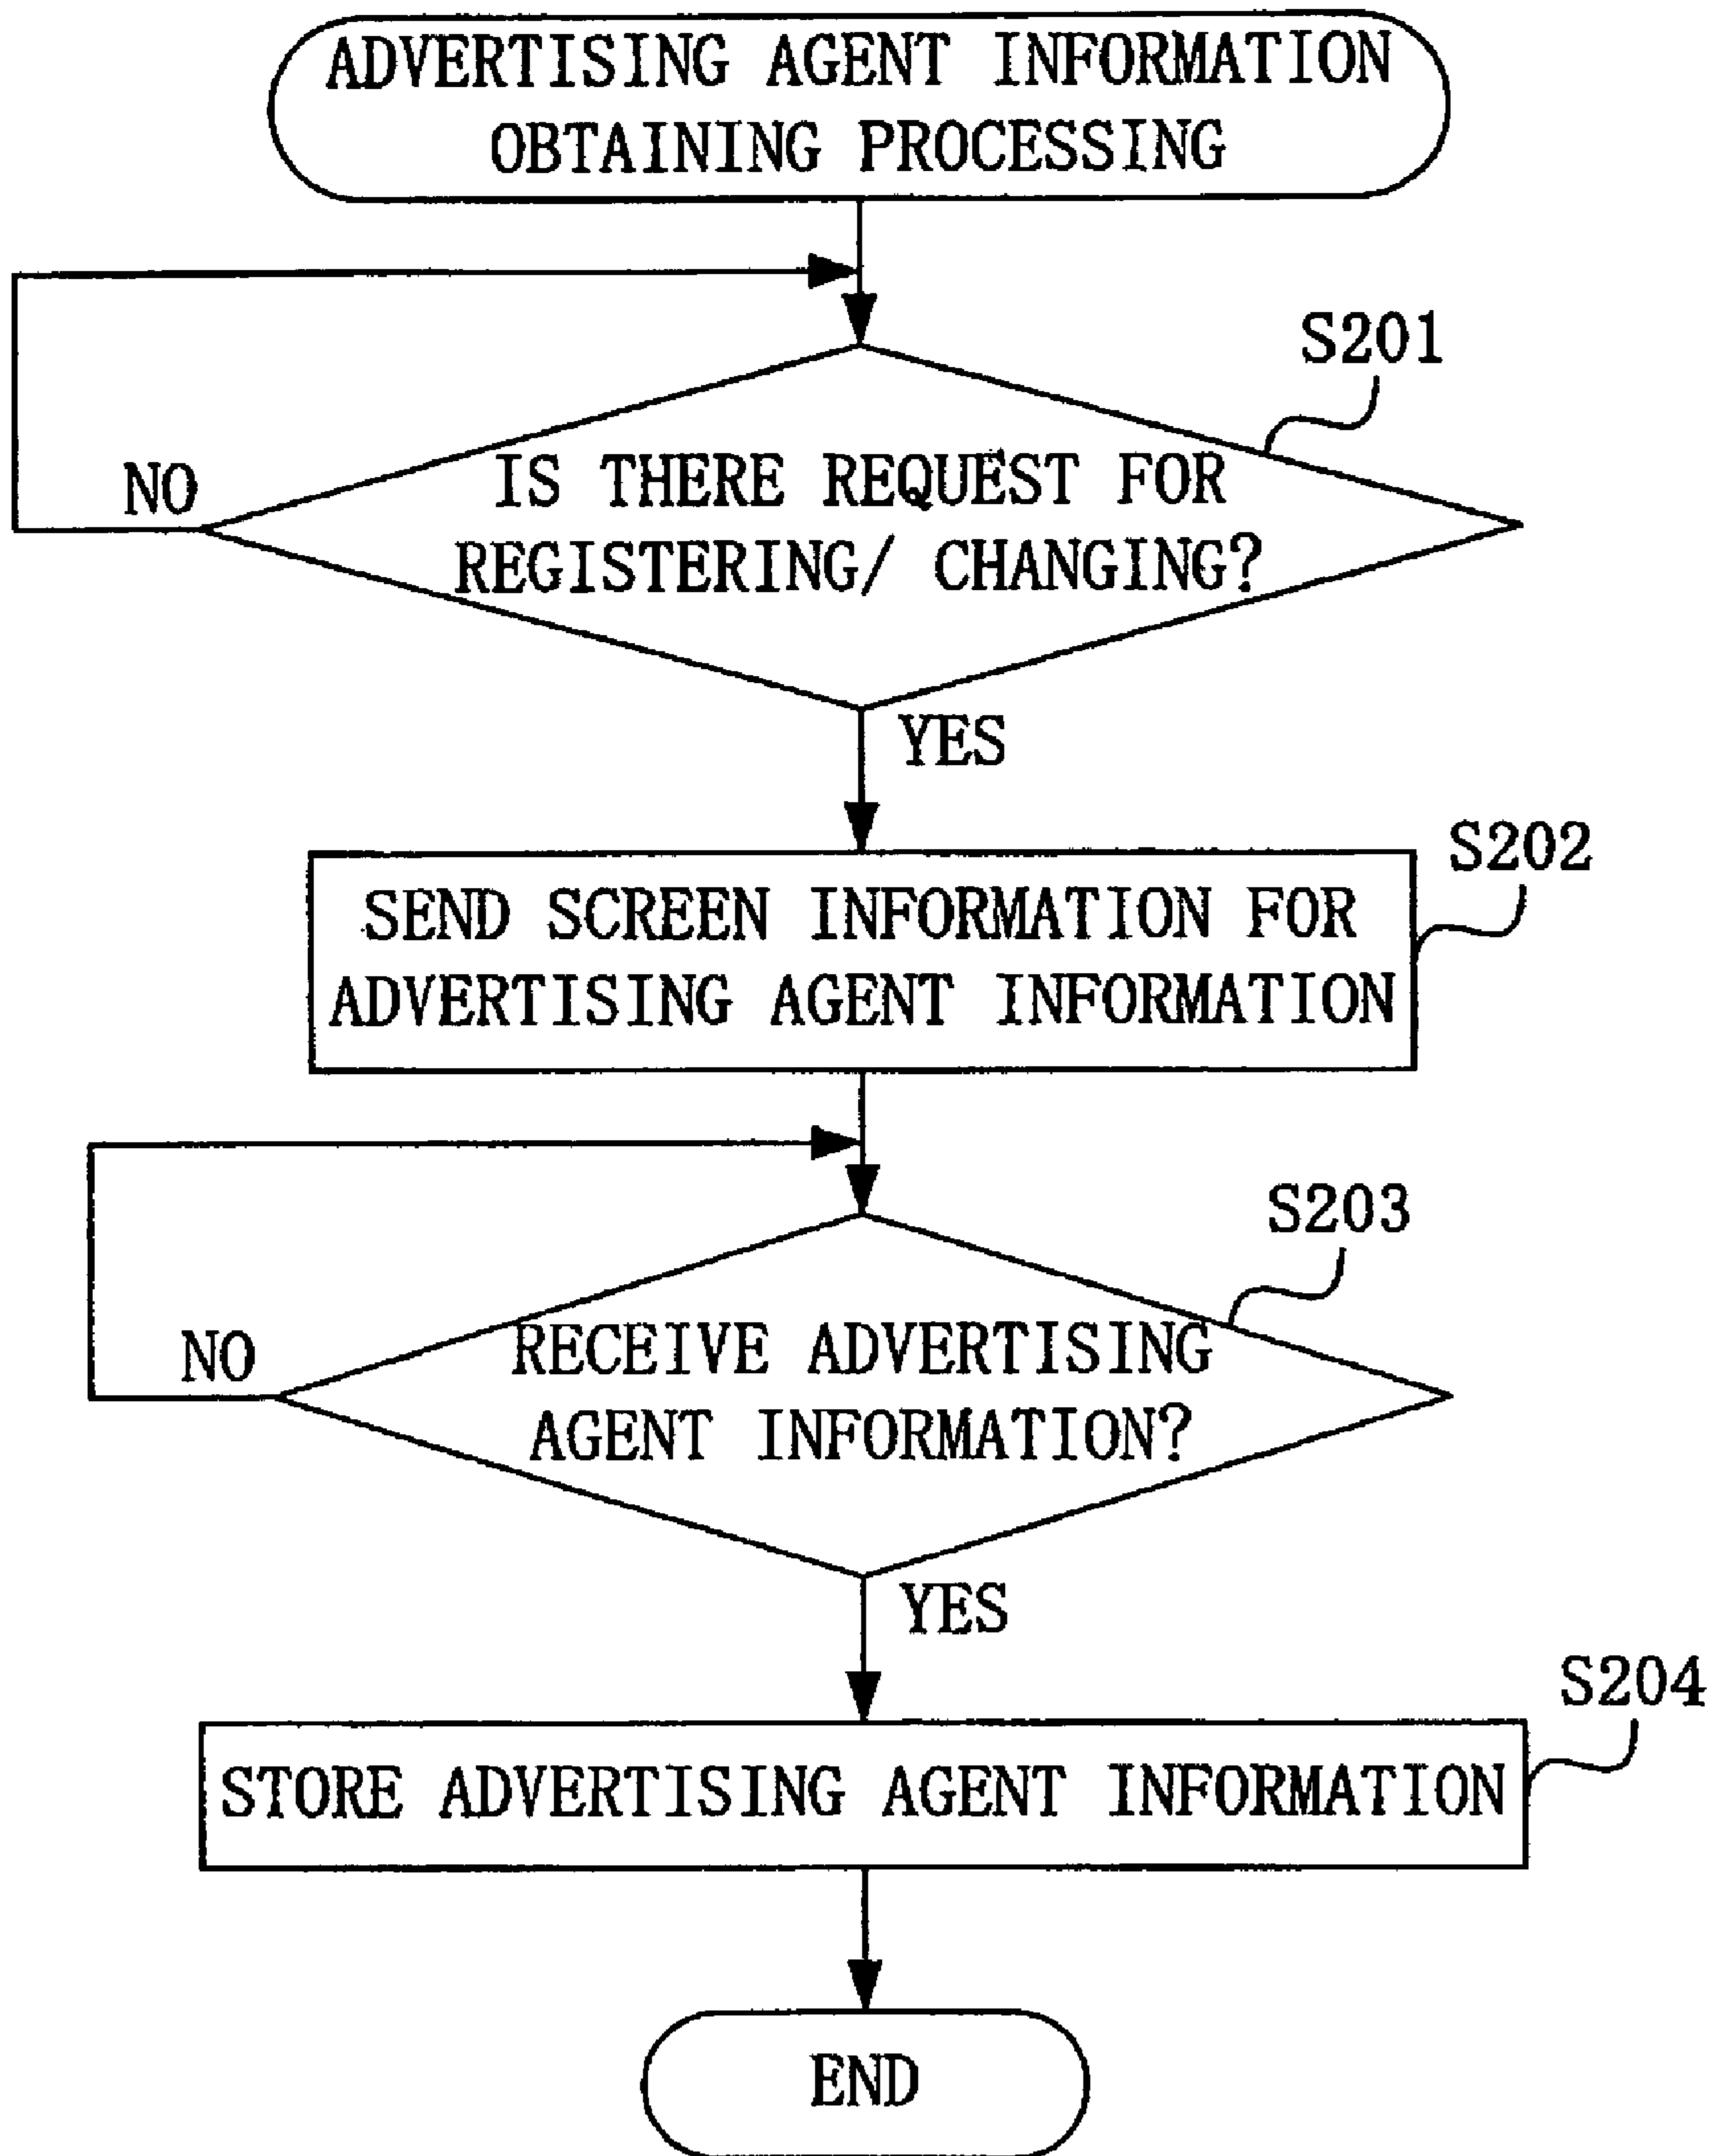 ADVERTISING AGENT INFORMATION
OBTAINING PROCESSING
S201
IS THERE REQUEST FOR
REGISTERING/ CHANGING?
NO
YES
S202
SEND SCREEN INFORMATION FOR
ADVERTISING AGENT INFORMATION
S203
RECEIVE ADVERTISING
AGENT INFORMATION?
NO
YES
S204
STORE ADVERTISING AGENT INFORMATION
END